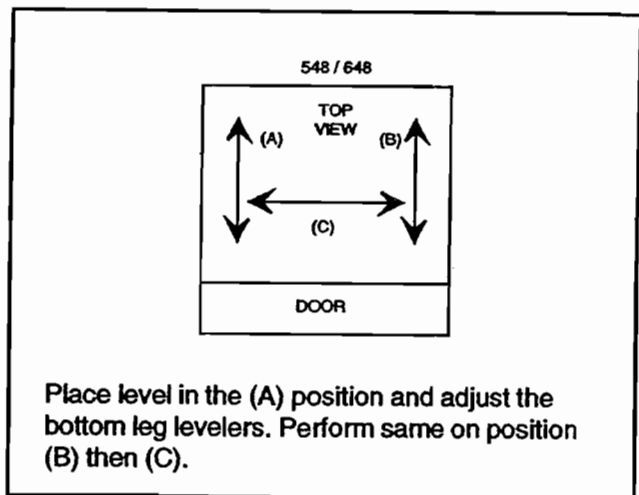 548 / 648
TOP
VIEW
(A)
(B)
(C)
DOOR
Place level in the (A) position and adjust the
bottom leg levelers. Perform same on position
(B) then (C).